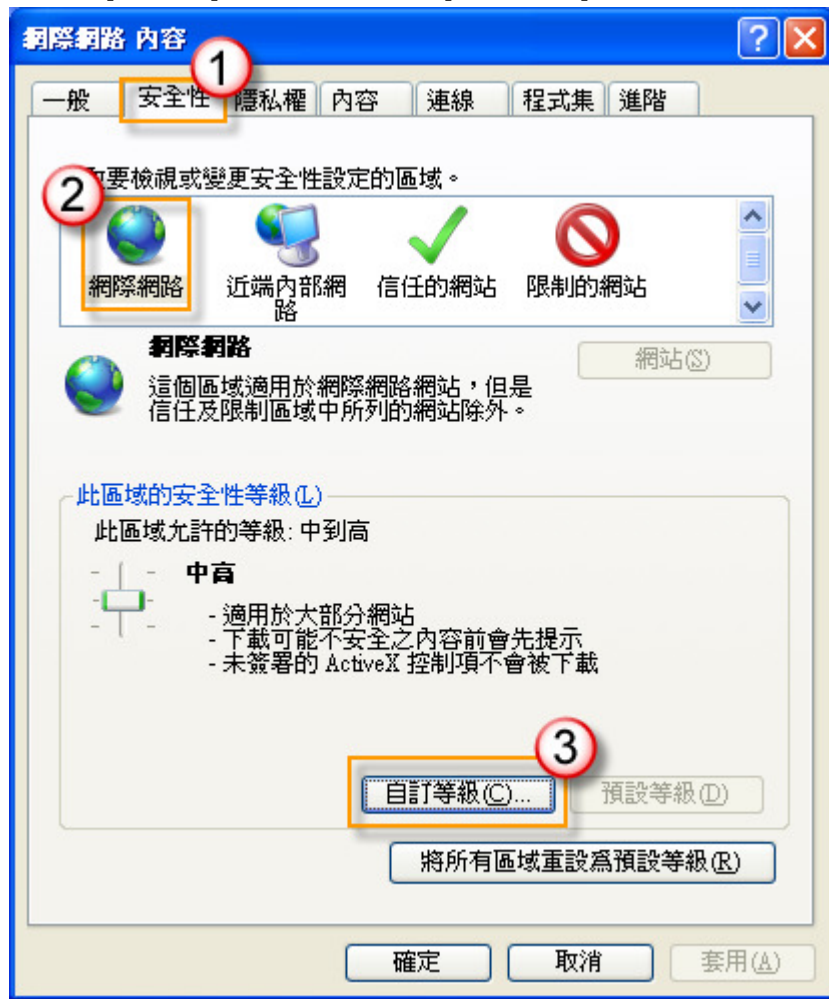 網際網路 內容
1
一般 安全性 隱私權 內容 連線 程式集 進階
2
要檢視或變更安全性設定的區域。
網際網路 近端內部網路 信任的網站 限制的網站
網際網路
網站(S)
這個區域適用於網際網路網站，但是
信任及限制區域中所列的網站除外。
此區域的安全性等級(L)
此區域允許的等級: 中到高
中高
- 適用於大部分網站
- 下載可能不安全之內容前會先提示
- 未簽署的 ActiveX 控制項不會被下載
3
自訂等級(C)... 預設等級(D)
將所有區域重設為預設等級(R)
確定 取消 套用(A)